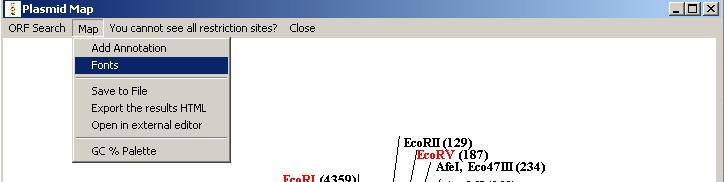 Plasmid Map
ORF Search Map You cannot see all restriction sites? Close
Add Annotation
Fonts
Save to File
Export the results HTML
Open in external editor
GC % Palette
EcoRII (129)
EcoRV (187)
AfeI, Eco47III (234)
EcoRI (4359)